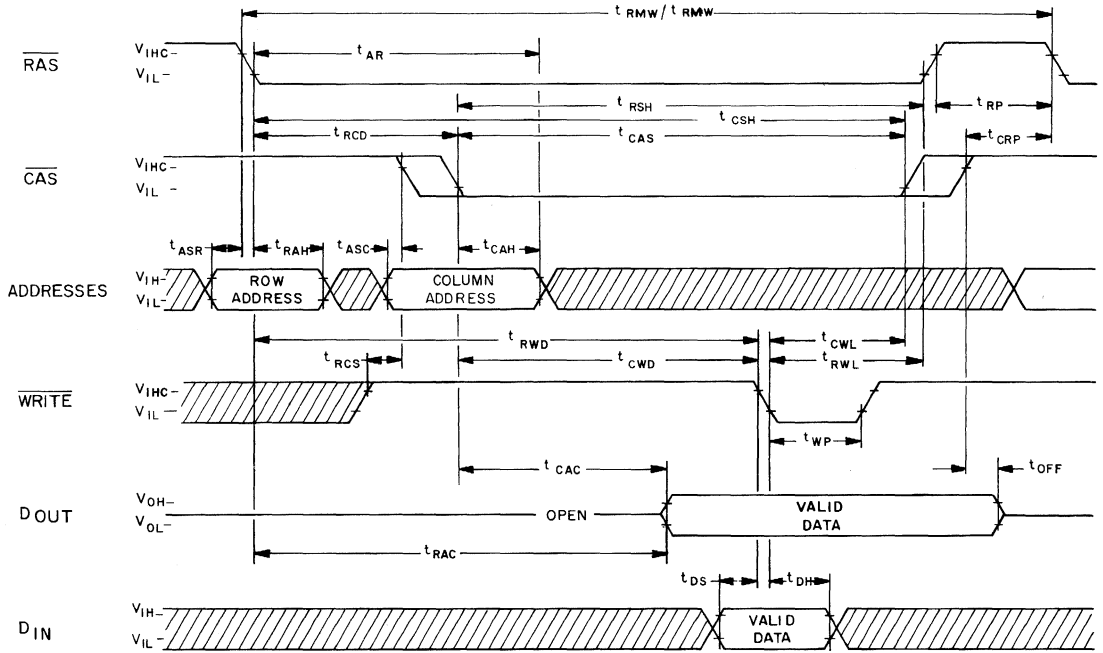 t RMW / t RMW
RAS
V IHC
V IL
t AR
t RSH
t RP
t CSH
t RCD
t CAS
t CRP
CAS
V IHC
V IL
t ASR
t RAH
t ASC
t CAH
ADDRESSES
V IH
V IL
ROW
ADDRESS
COLUMN
ADDRESS
t RWD
t CWL
t RCS
t CWD
t RWL
WRITE
V IHC
V IL
t WP
t CAC
t OFF
D OUT
V OH
V OL
OPEN
VALID
DATA
t RAC
t DS
t DH
D IN
V IH
V IL
VALID
DATA